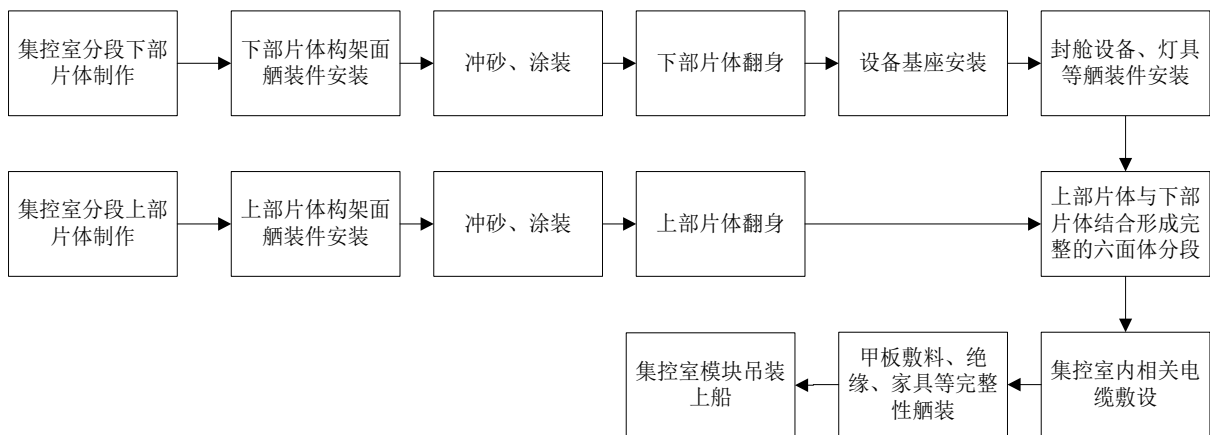 集控室分段下部
片体制作
下部片体构架面
舾装件安装
冲砂、涂装
下部片体翻身
设备基座安装
封舱设备、灯具
等舾装件安装
集控室分段上部
片体制作
上部片体构架面
舾装件安装
冲砂、涂装
上部片体翻身
上部片体与下部
片体结合形成完
整的六面体分段
集控室模块吊装
上船
甲板敷料、绝
缘、家具等完整
性舾装
集控室内相关电
缆敷设